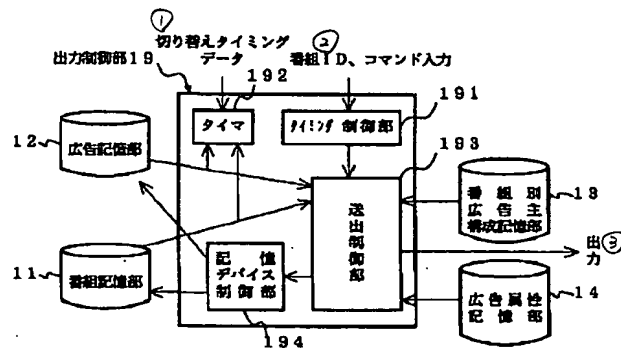 ①
切り替えタイミング
データ
②
番組ID、コマンド入力
出力制御部19
192
191
タイマ
タイミング制御部
193
12
広告記憶部
番組別
広告主
構成記憶部
13
送出制御部
出力
③
11
番組記憶部
記憶
デバイス
制御部
広告属性
記憶部
14
194